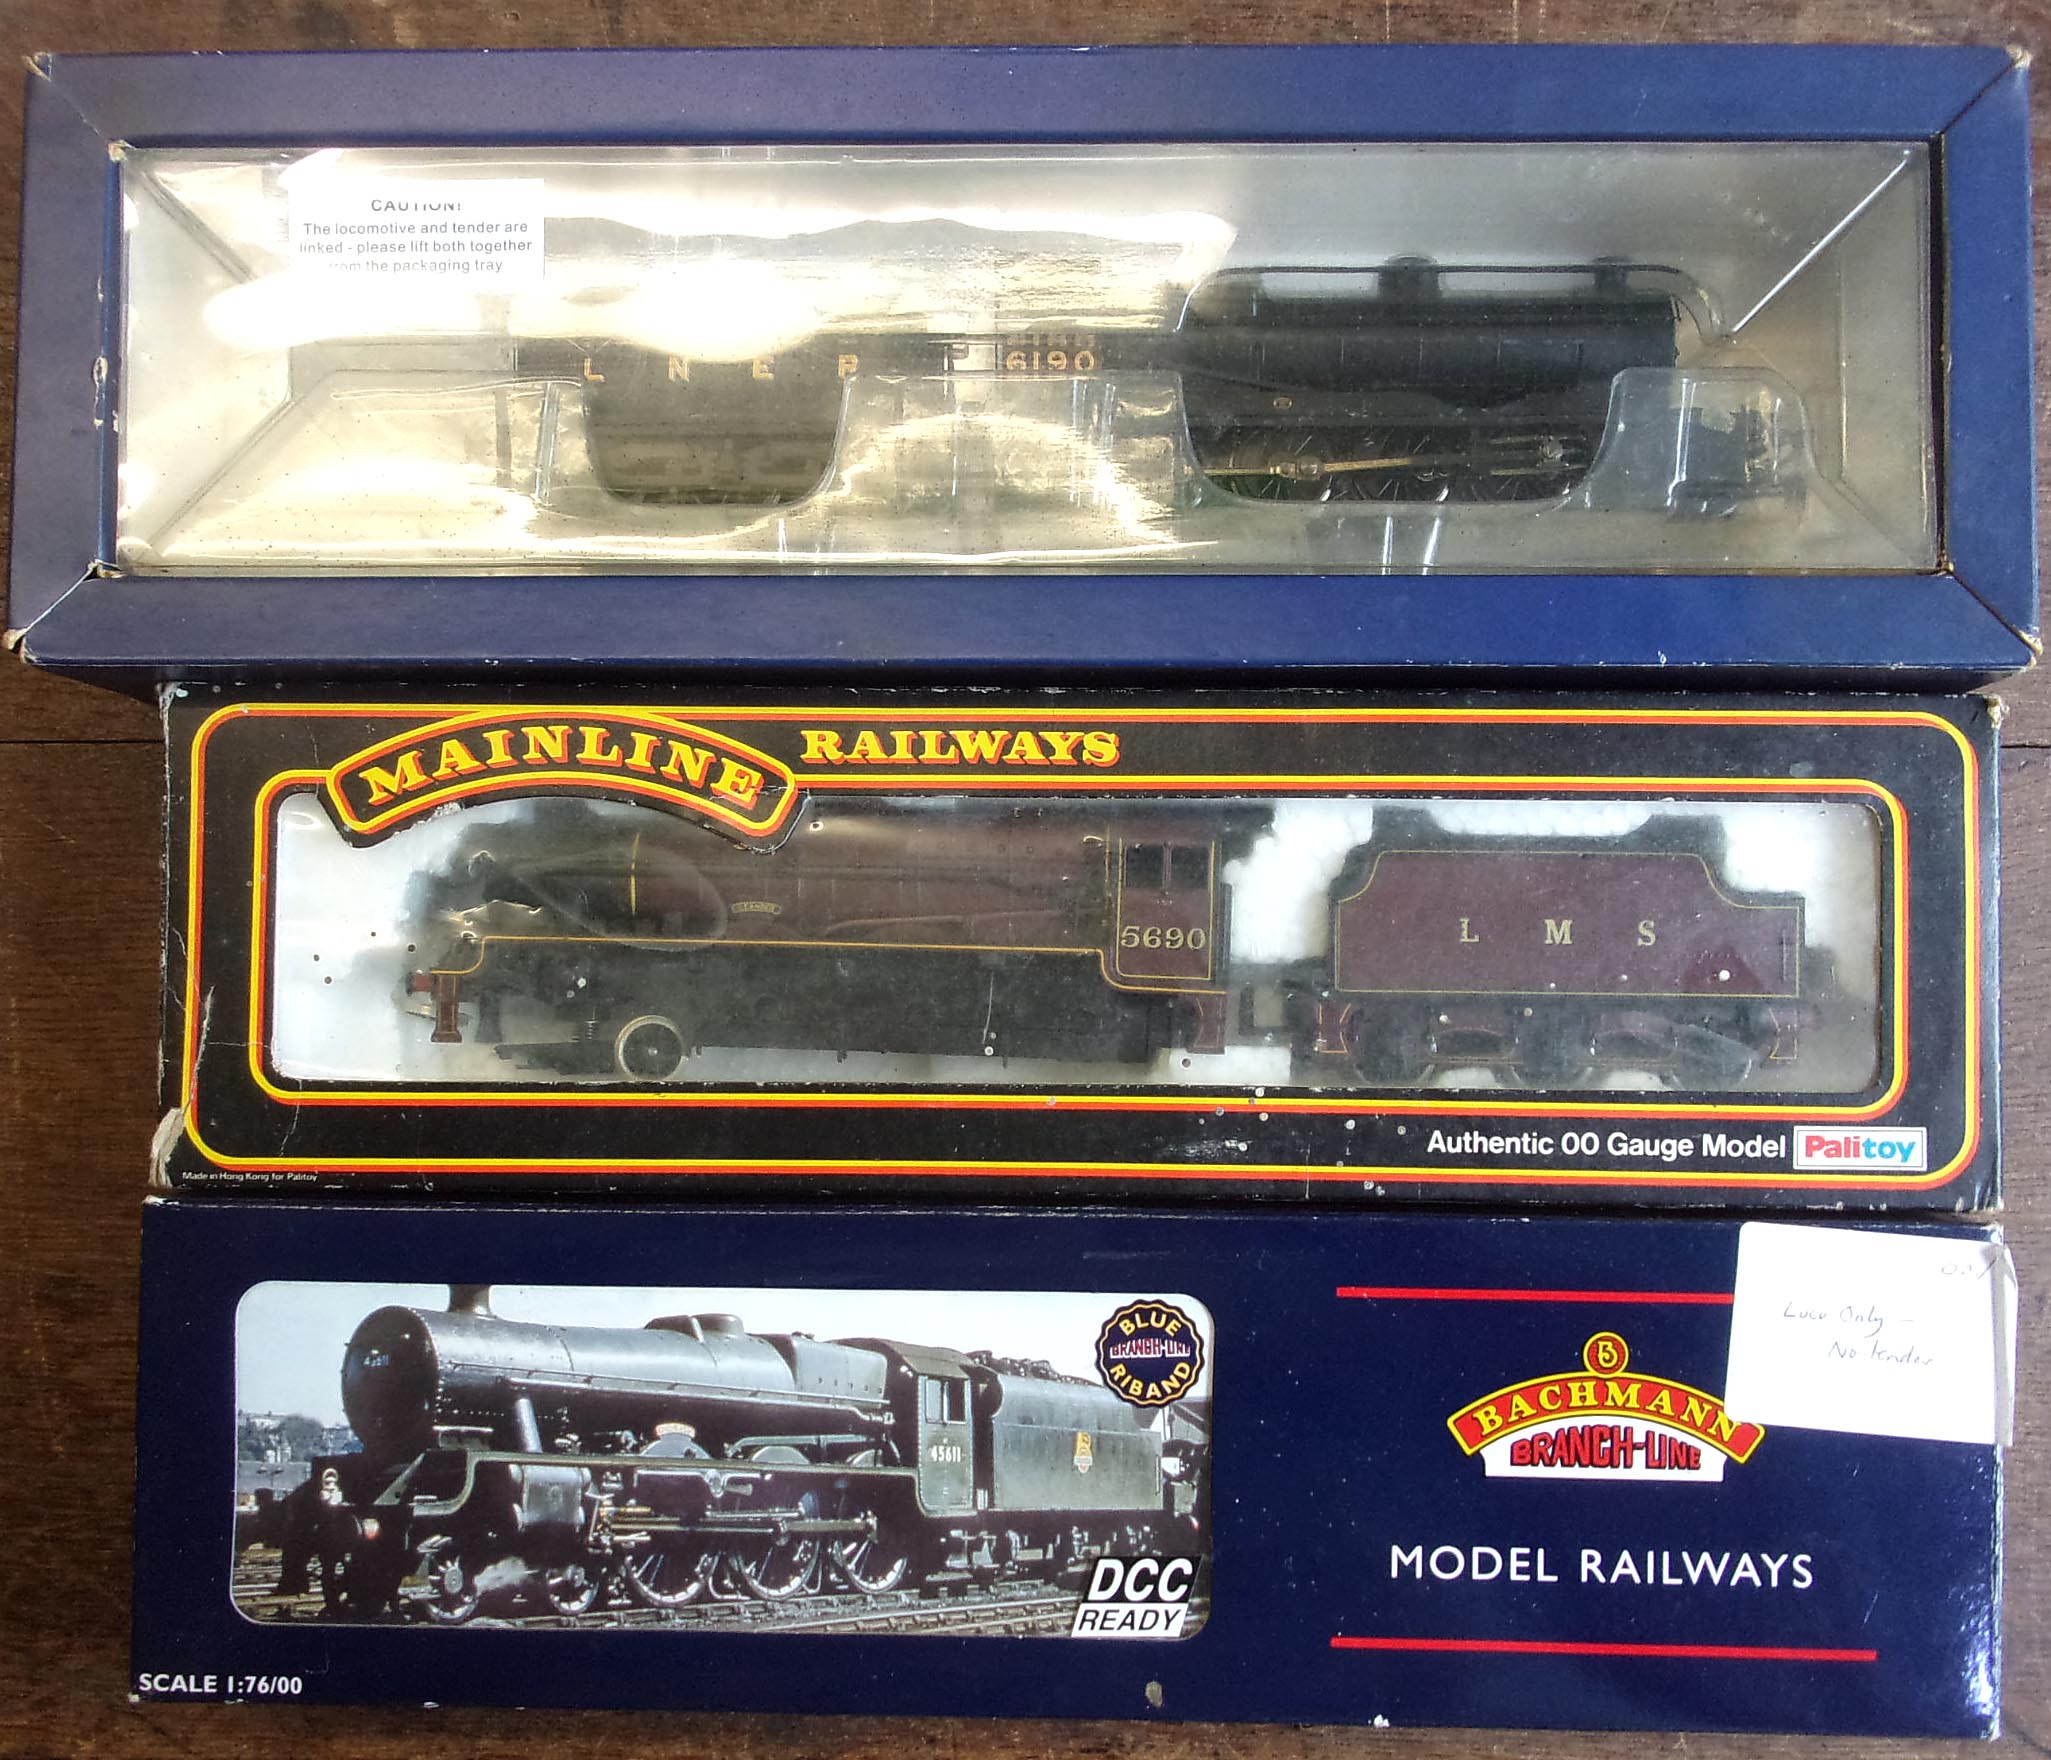 CAUTION!
The locomotive and tender are
linked - please lift both together
from the packaging tray
L N E R
6190
MAINLINE RAILWAYS
LEANDER
5690
L M S
Authentic 00 Gauge Model Palitoy
Made in Hong Kong for Palitoy
BLUE
BRANCH-LINE
RIBAND
45611
45611
DCC
READY
Loco Only -
No tender
B
BACHMANN
BRANCH-LINE
MODEL RAILWAYS
SCALE 1:76/00